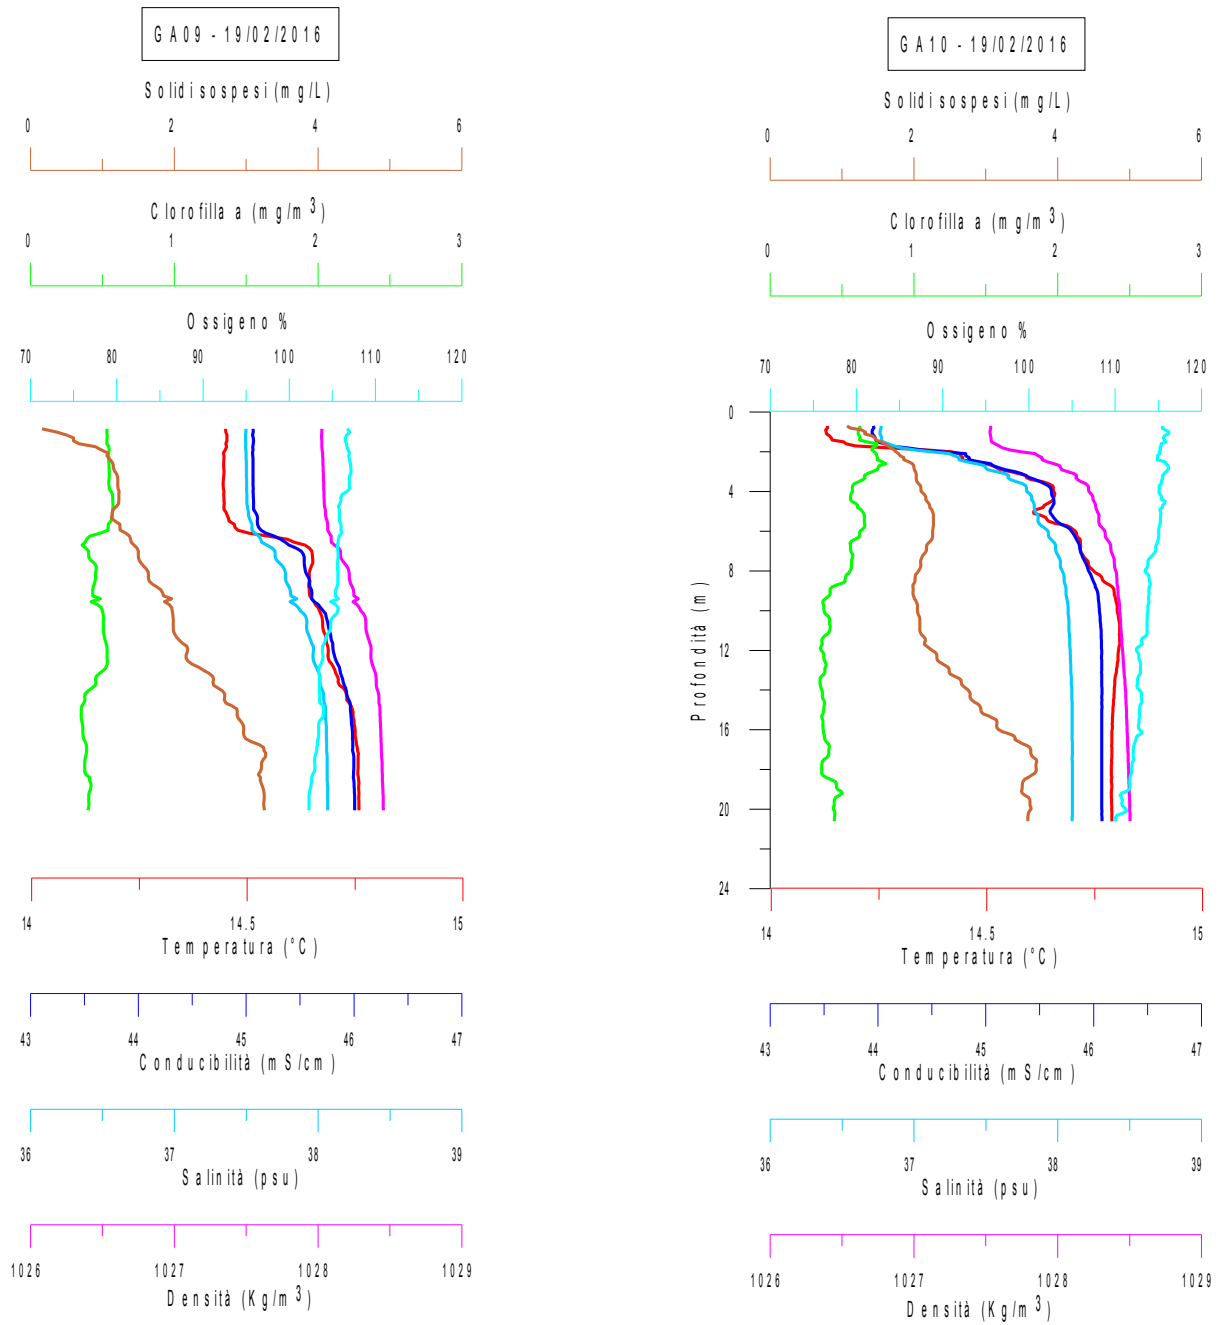 GA09 - 19/02/2016
Solidi sospesi (mg/L)
0 2 4 6
Clorofilla a (mg/m3)
0 1 2 3
Ossigeno %
70 80 90 100 110 120
14 14.5 15
Temperatura (°C)
43 44 45 46 47
Conducibilità (mS/cm)
36 37 38 39
Salinità (psu)
1026 1027 1028 1029
Densità (Kg/m3)
GA10 - 19/02/2016
Solidi sospesi (mg/L)
0 2 4 6
Clorofilla a (mg/m3)
0 1 2 3
Ossigeno %
70 80 90 100 110 120
0
4
8
12
16
20
24
Profondità (m)
14 14.5 15
Temperatura (°C)
43 44 45 46 47
Conducibilità (mS/cm)
36 37 38 39
Salinità (psu)
1026 1027 1028 1029
Densità (Kg/m3)